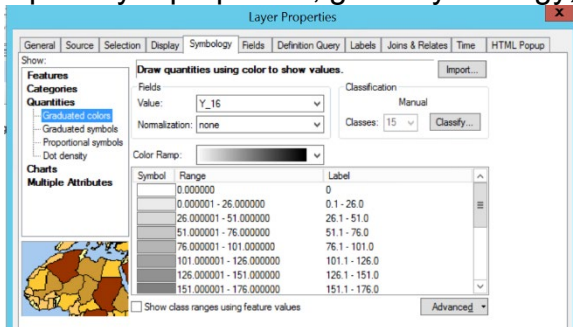 Layer Properties
x
General Source Selection Display Symbology Fields Definition Query Labels Joins & Relates Time HTML Popup
Show:
Features
Categories
Quantities
Graduated colors
Graduated symbols
Proportional symbols
Dot density
Charts
Multiple Attributes
Draw quantities using color to show values.
Import...
Fields
Value: Y_16
Normalization: none
Classification
Manual
Classes: 15 Classify...
Color Ramp:
Symbol Range Label
0.000000 0
0.000001 - 26.000000 0.1 - 26.0
26.000001 - 51.000000 26.1 - 51.0
51.000001 - 76.000000 51.1 - 76.0
76.000001 - 101.000000 76.1 - 101.0
101.000001 - 126.000000 101.1 - 126.0
126.000001 - 151.000000 126.1 - 151.0
151.000001 - 176.000000 151.1 - 176.0
Show class ranges using feature values
Advanced